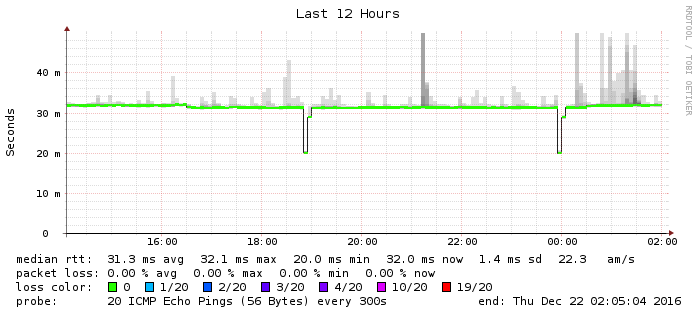 Last 12 Hours
RRDTOOL / TOBI OETIKER
Seconds
40 m
30 m
20 m
10 m
0
16:00 18:00 20:00 22:00 00:00 02:00
median rtt: 31.3 ms avg 32.1 ms max 20.0 ms min 32.0 ms now 1.4 ms sd 22.3 am/s
packet loss: 0.00 % avg 0.00 % max 0.00 % min 0.00 % now
loss color: 0 1/20 2/20 3/20 4/20 10/20 19/20
probe: 20 ICMP Echo Pings (56 Bytes) every 300s end: Thu Dec 22 02:05:04 2016